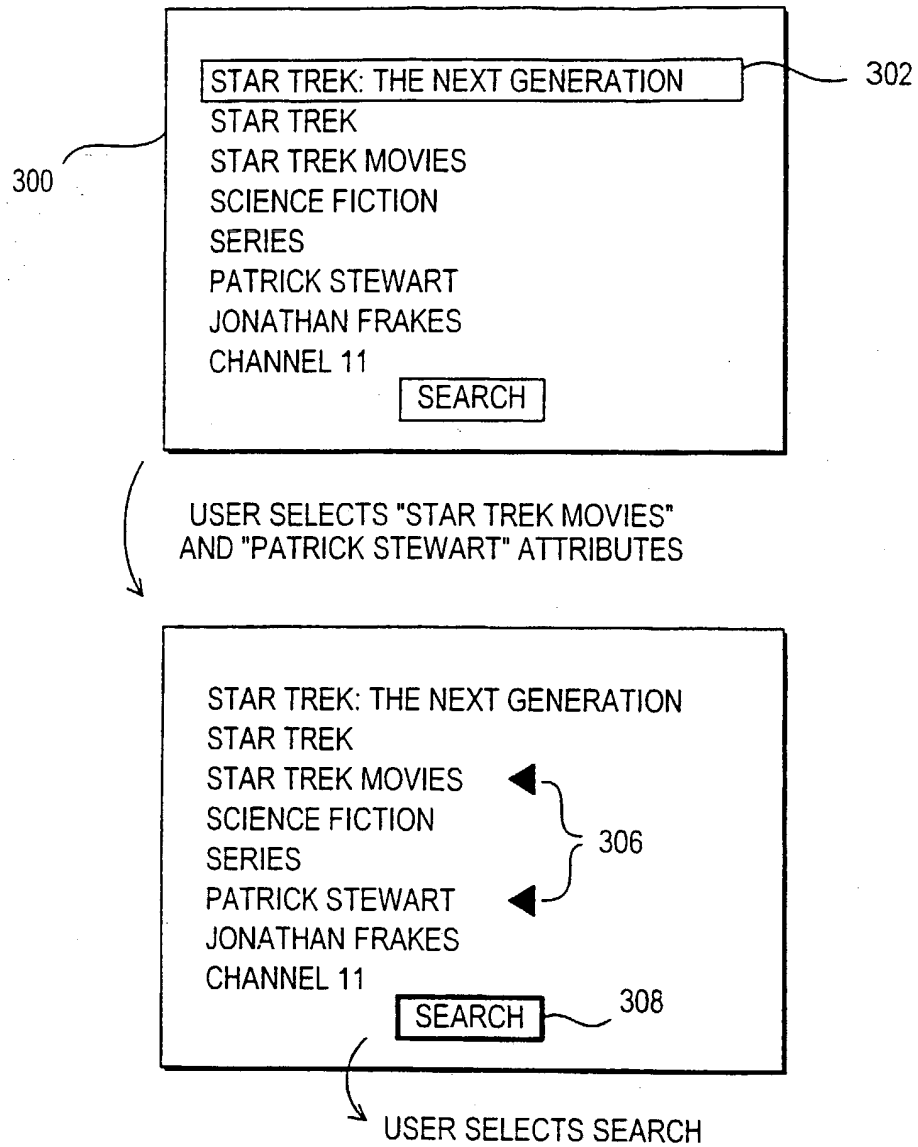 STAR TREK: THE NEXT GENERATION
302
STAR TREK
STAR TREK MOVIES
300
SCIENCE FICTION
SERIES
PATRICK STEWART
JONATHAN FRAKES
CHANNEL 11
SEARCH
USER SELECTS "STAR TREK MOVIES"
AND "PATRICK STEWART" ATTRIBUTES
STAR TREK: THE NEXT GENERATION
STAR TREK
STAR TREK MOVIES
SCIENCE FICTION
306
SERIES
PATRICK STEWART
JONATHAN FRAKES
CHANNEL 11
SEARCH
308
USER SELECTS SEARCH